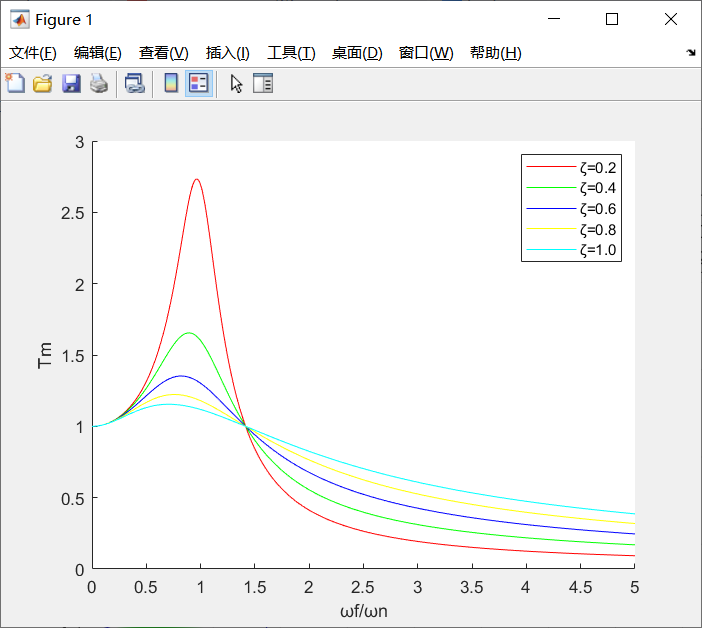 Figure 1
文件(F) 编辑(E) 查看(V) 插入(I) 工具(T) 桌面(D) 窗口(W) 帮助(H)
3
2.5
2
1.5
1
0.5
0
Tm
ζ=0.2
ζ=0.4
ζ=0.6
ζ=0.8
ζ=1.0
0 0.5 1 1.5 2 2.5 3 3.5 4 4.5 5
ωf/ωn